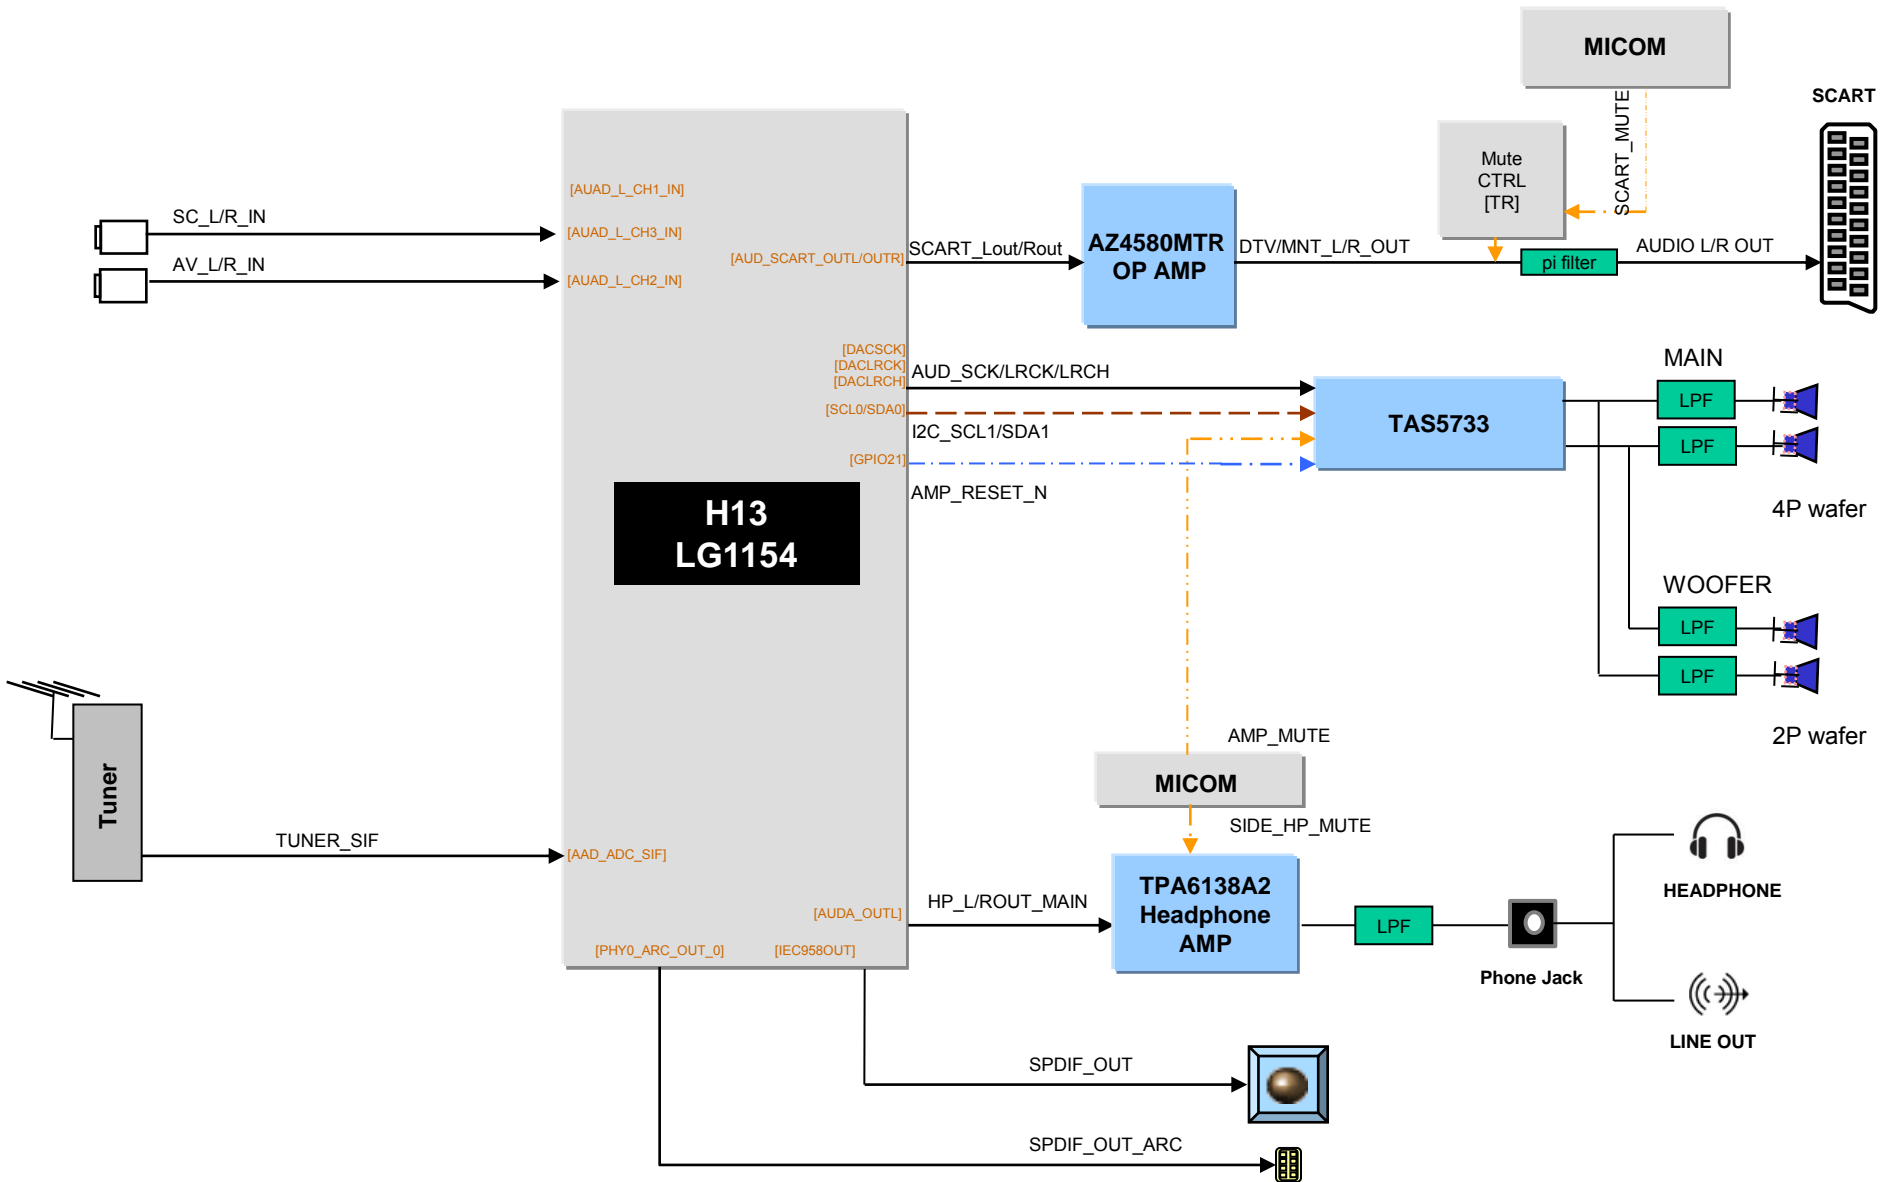 MICOM
SCART
SCART_MUTE
Mute
CTRL
[TR]
[AUAD_L_CH1_IN]
SC_L/R_IN
[AUAD_L_CH3_IN]
AV_L/R_IN
[AUAD_L_CH2_IN]
[AUD_SCART_OUTL/OUTR]
SCART_Lout/Rout
AZ4580MTR
OP AMP
DTV/MNT_L/R_OUT
pi filter
AUDIO L/R OUT
[DACSCK]
[DACLRCK]
[DACLRCH]
AUD_SCK/LRCK/LRCH
[SCL0/SDA0]
I2C_SCL1/SDA1
[GPIO21]
AMP_RESET_N
TAS5733
MAIN
LPF
LPF
4P wafer
H13
LG1154
WOOFER
LPF
LPF
2P wafer
AMP_MUTE
MICOM
SIDE_HP_MUTE
Tuner
TUNER_SIF
[AAD_ADC_SIF]
[AUDA_OUTL]
HP_L/ROUT_MAIN
TPA6138A2
Headphone
AMP
LPF
Phone Jack
HEADPHONE
LINE OUT
[PHY0_ARC_OUT_0]
[IEC958OUT]
SPDIF_OUT
SPDIF_OUT_ARC